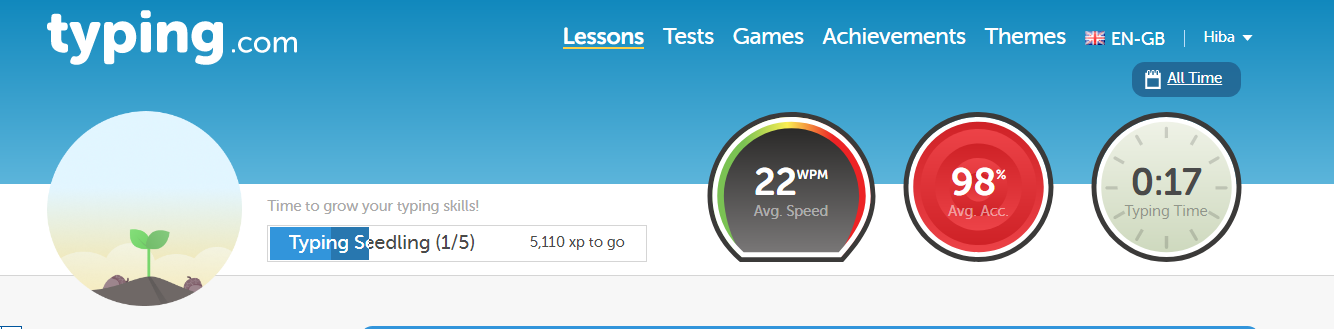 typing.com
Lessons Tests Games Achievements Themes EN-GB Hiba
All Time
Time to grow your typing skills!
Typing Seedling (1/5) 5,110 xp to go
22 WPM
Avg. Speed
98%
Avg. Acc.
0:17
Typing Time